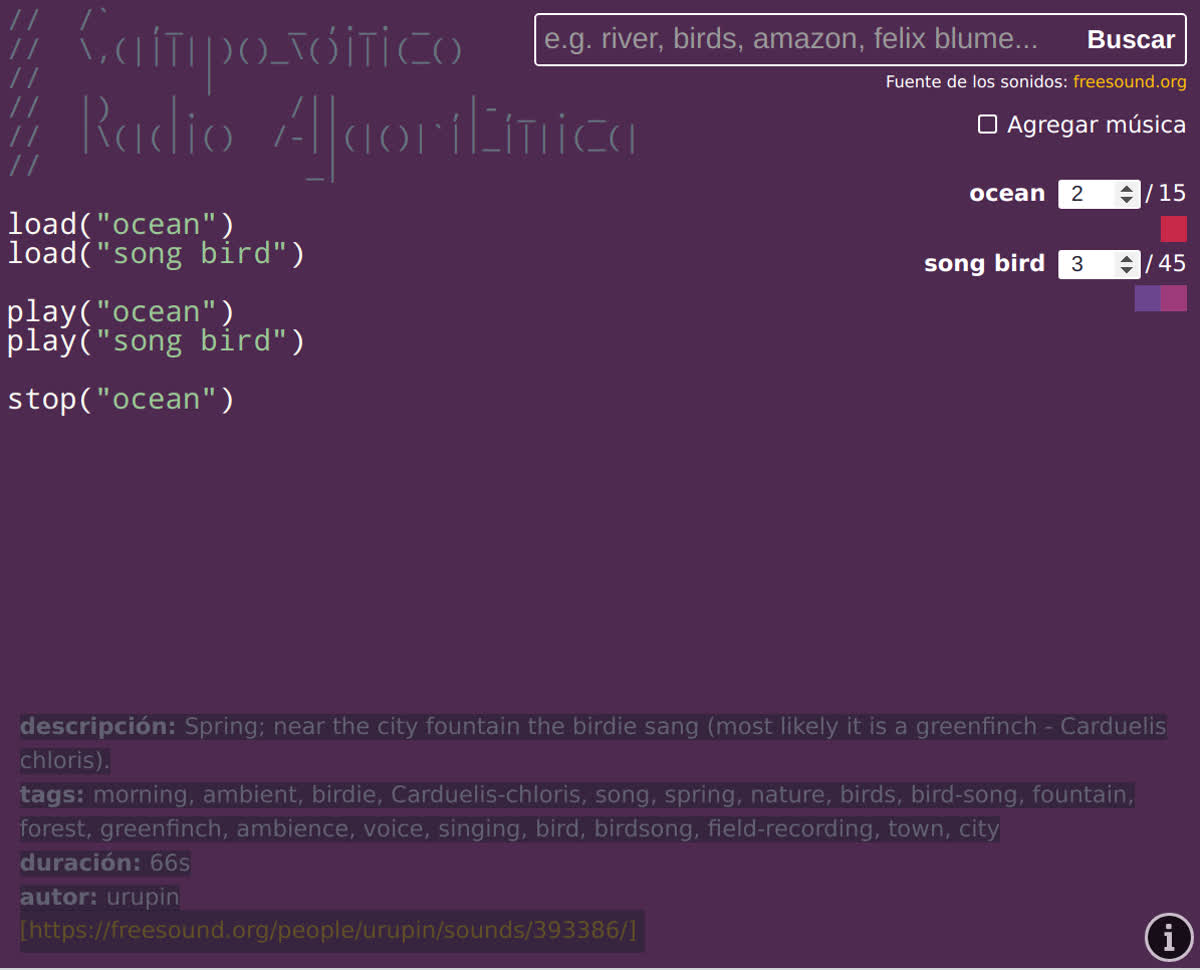 e.g. river, birds, amazon, felix blume... Buscar
Fuente de los sonidos: freesound.org
Agregar música
ocean 2 / 15
song bird 3 / 45
load("ocean")
load("song bird")
play("ocean")
play("song bird")
stop("ocean")
descripción: Spring; near the city fountain the birdie sang (most likely it is a greenfinch - Carduelis
chloris).
tags: morning, ambient, birdie, Carduelis-chloris, song, spring, nature, birds, bird-song, fountain,
forest, greenfinch, ambience, voice, singing, bird, birdsong, field-recording, town, city
duración: 66s
autor: urupin
[https://freesound.org/people/urupin/sounds/393386/]
i